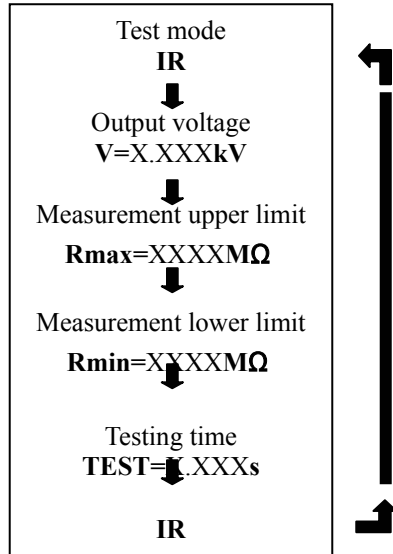 Test mode
IR
Output voltage
V=X.XXXkV
Measurement upper limit
Rmax=XXXXMΩ
Measurement lower limit
Rmin=XXXXMΩ
Testing time
TEST=X.XXXs
IR